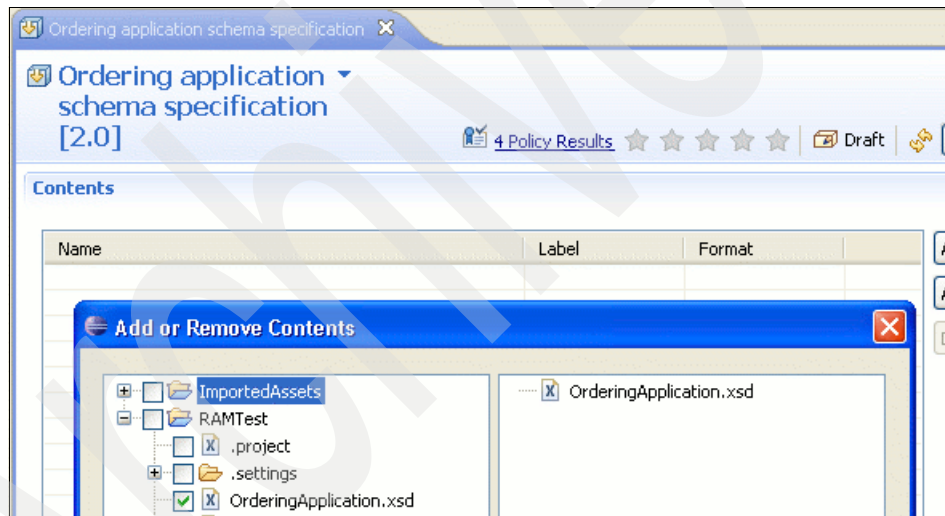 Ordering application schema specification
Ordering application
schema specification
[2.0]
4 Policy Results
Draft
Contents
Name Label Format
Add or Remove Contents
ImportedAssets
RAMTest
.project
.settings
OrderingApplication.xsd
OrderingApplication.xsd